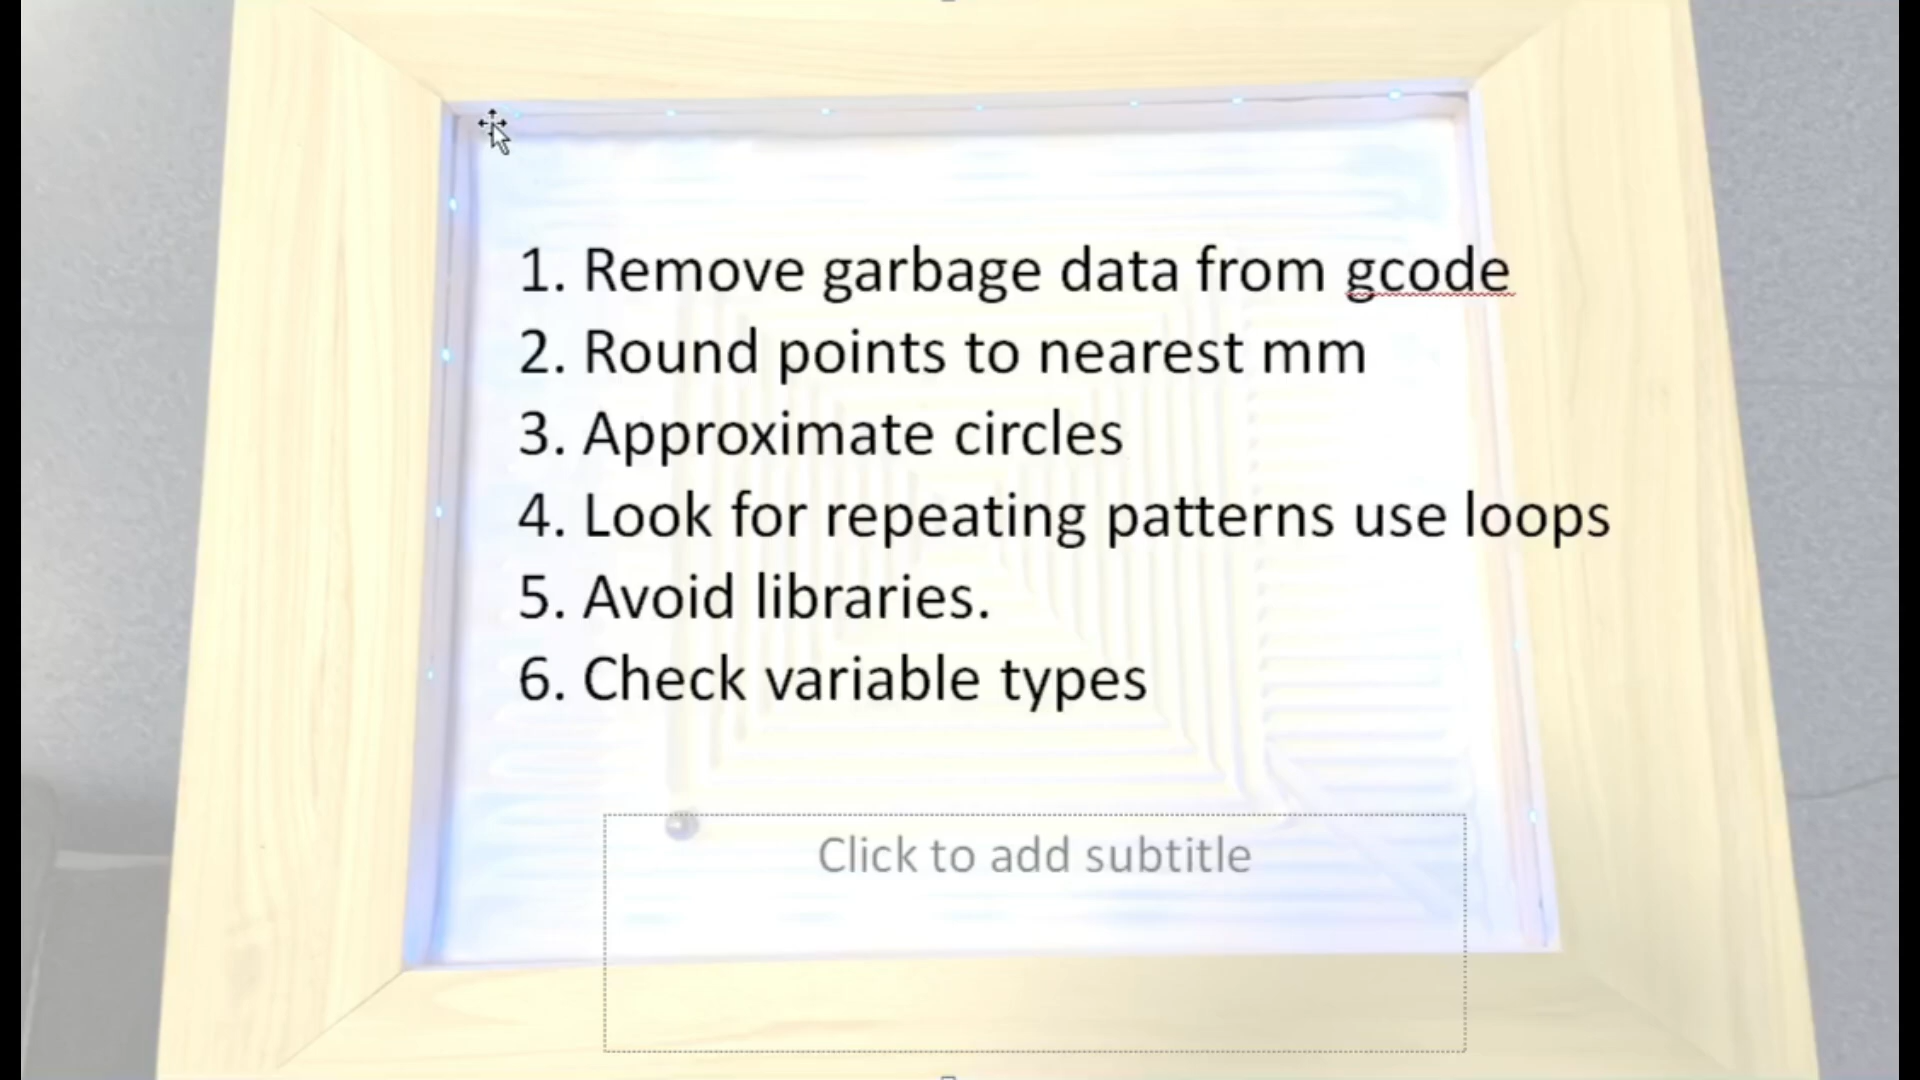 1. Remove garbage data from gcode
2. Round points to nearest mm
3. Approximate circles
4. Look for repeating patterns use loops
5. Avoid libraries.
6. Check variable types
Click to add subtitle